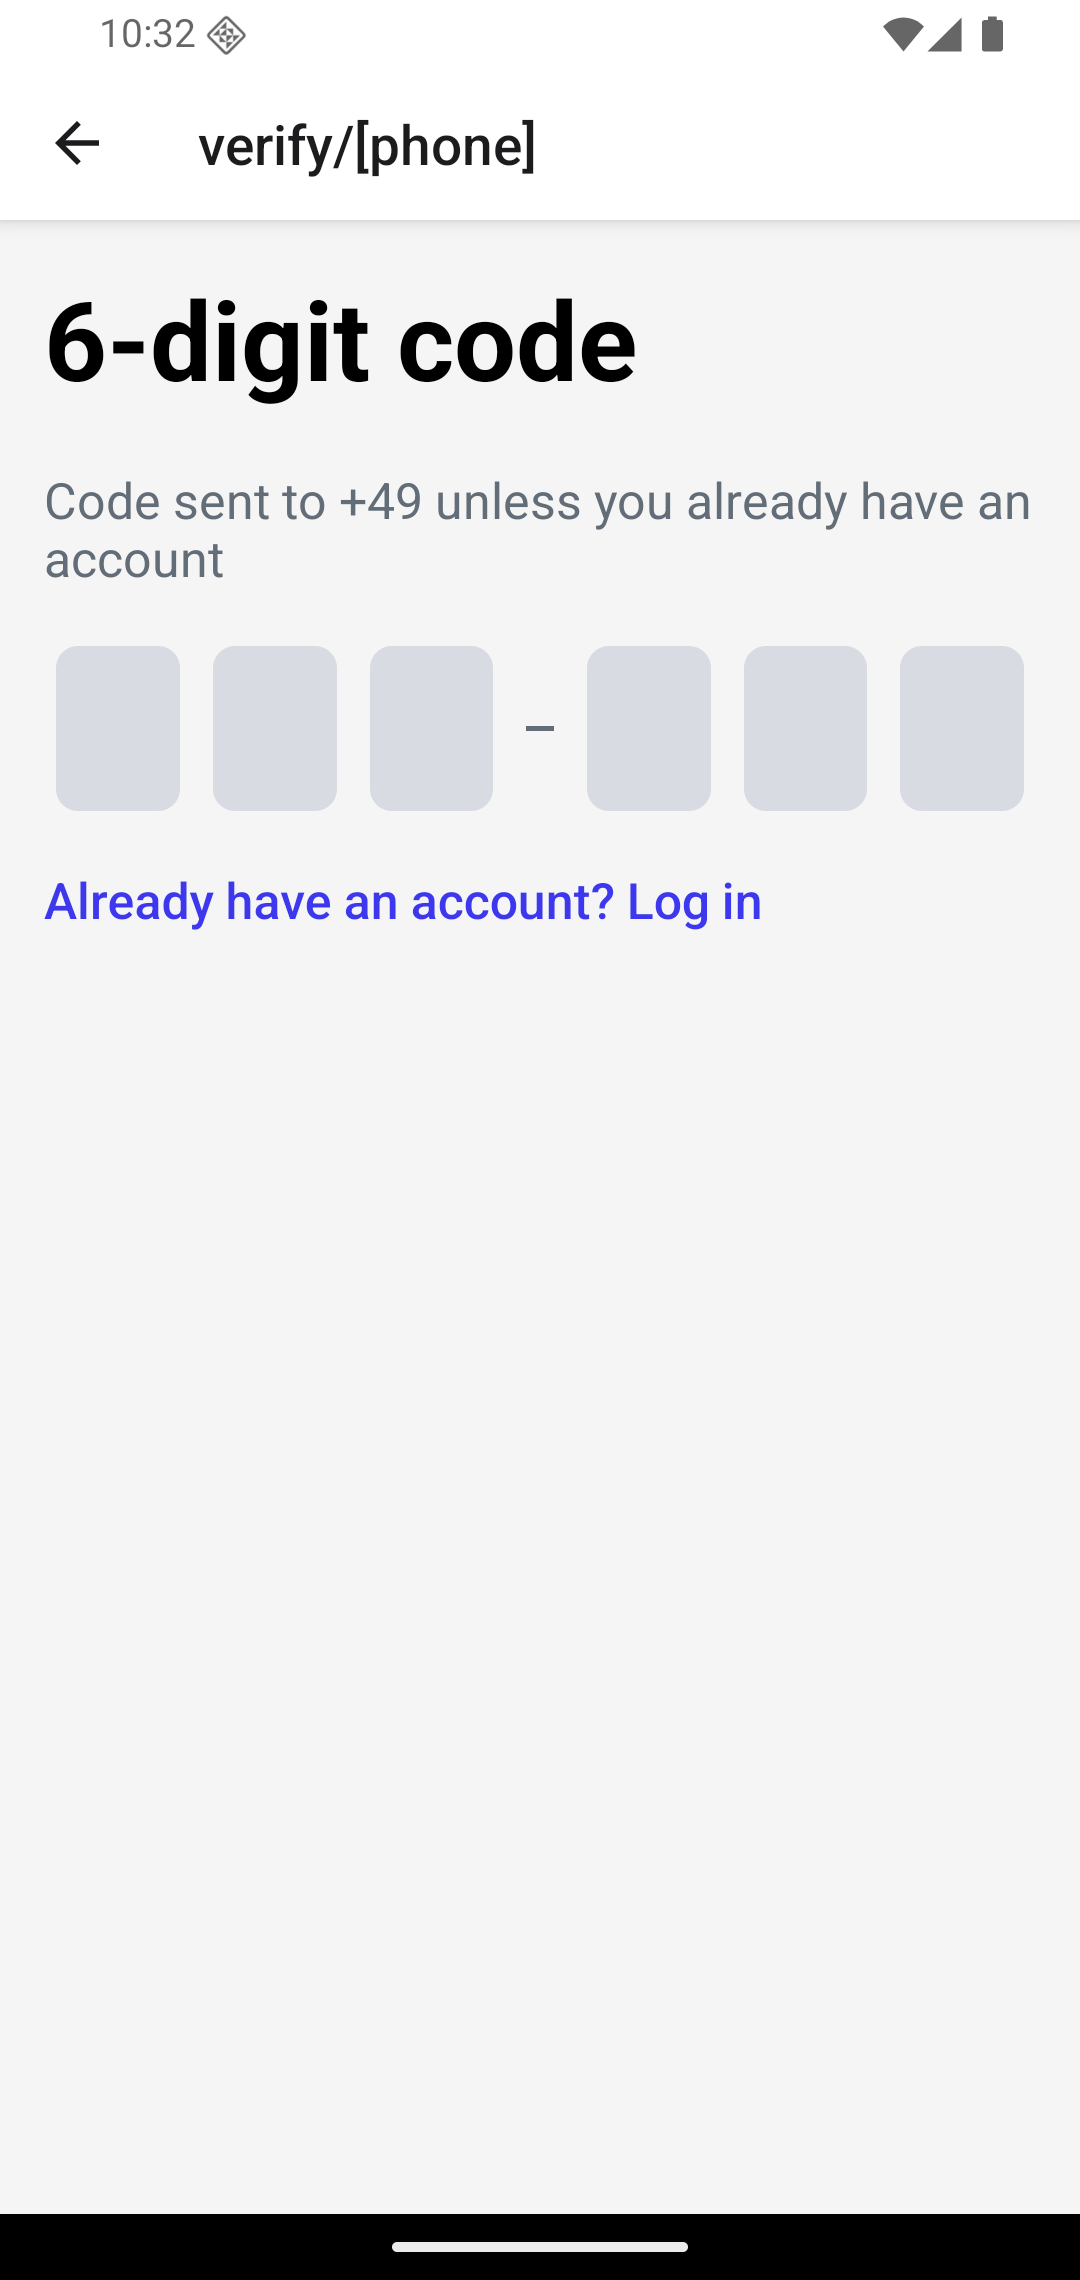 10:32
verify/[phone]
6-digit code
Code sent to +49 unless you already have an
account
–
Already have an account? Log in